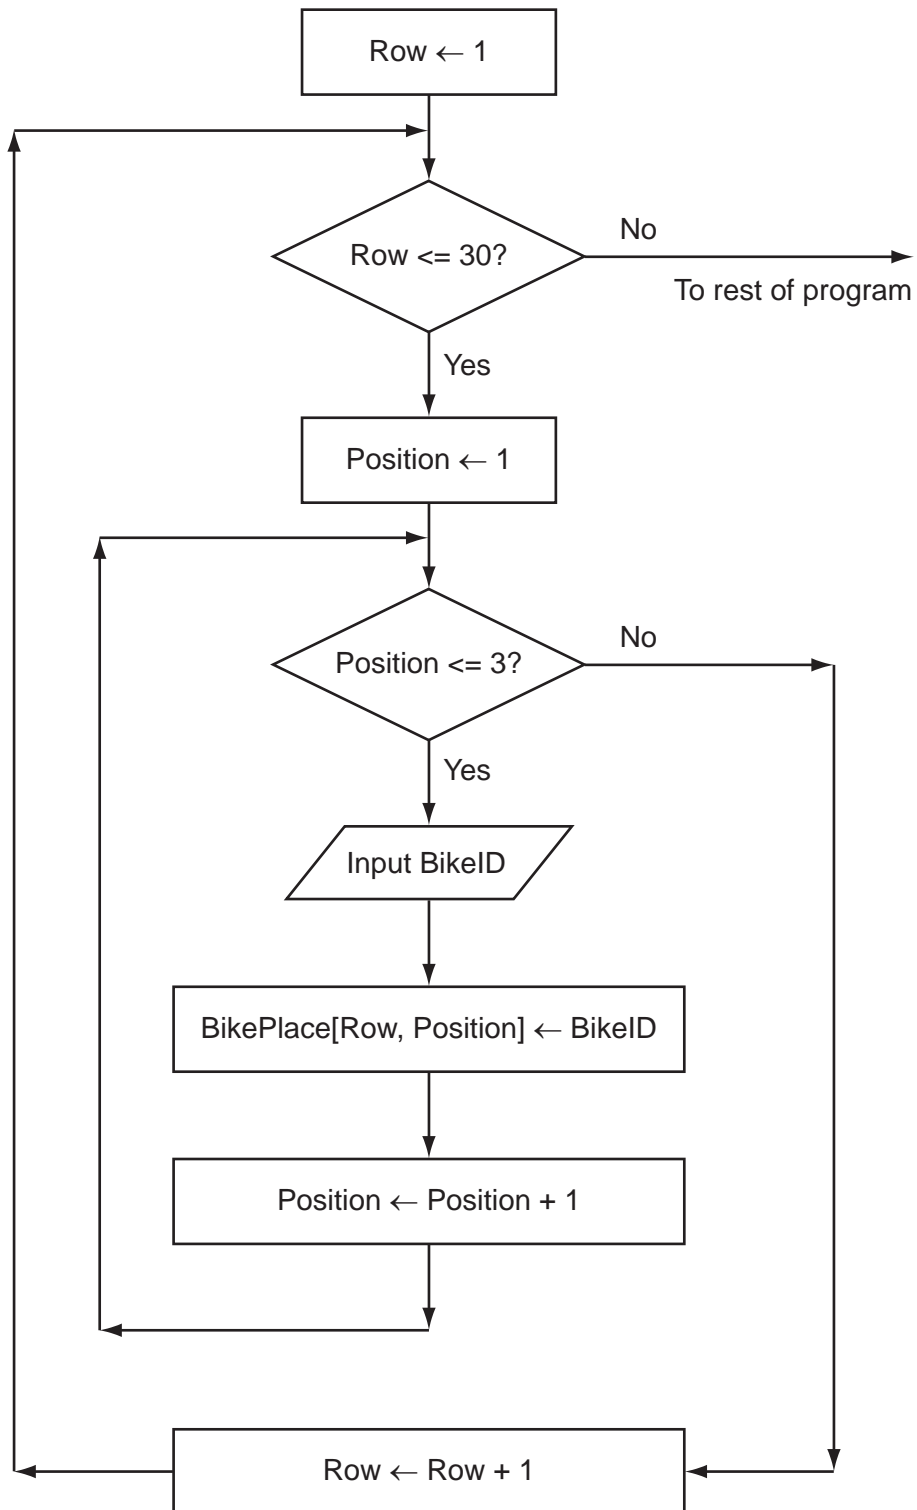 Row ← 1
Row <= 30?
No
To rest of program
Yes
Position ← 1
Position <= 3?
No
Yes
Input BikeID
BikePlace[Row, Position] ← BikeID
Position ← Position + 1
Row ← Row + 1